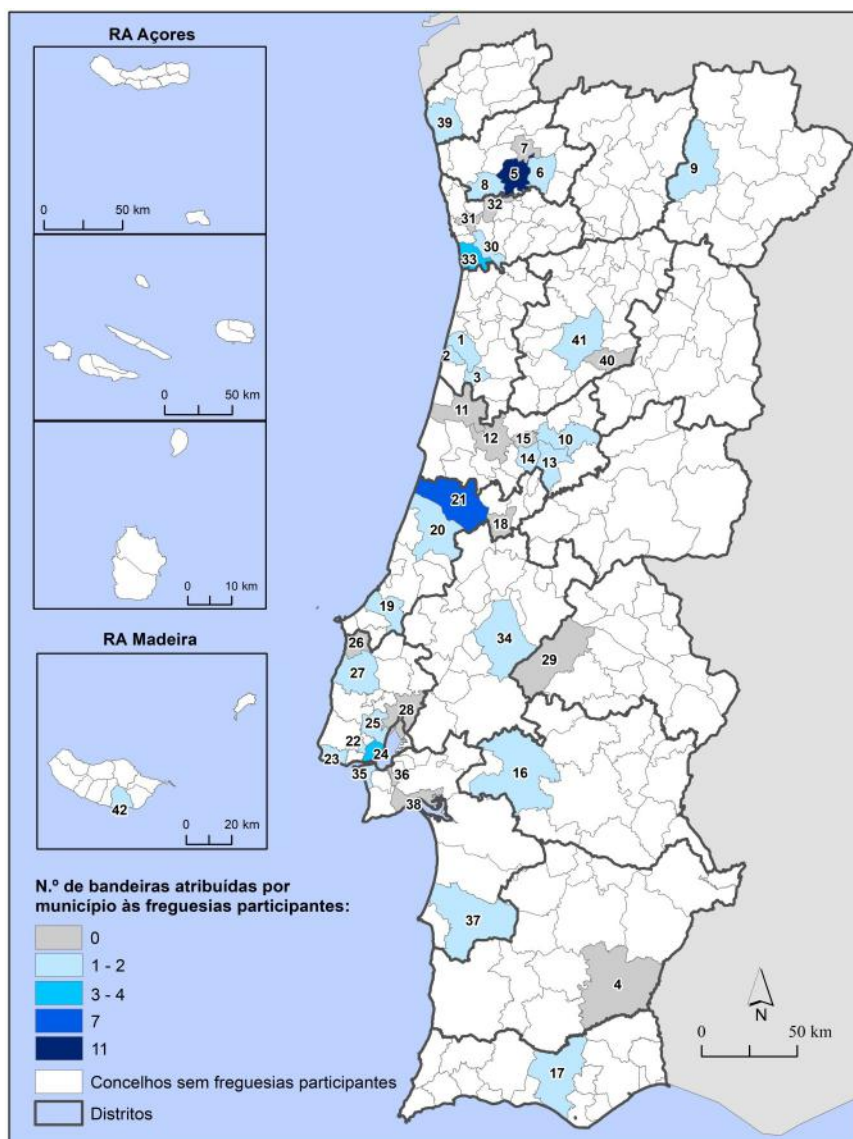 RA Açores
0 50 km
0 50 km
0 10 km
RA Madeira
42
0 20 km
N.º de bandeiras atribuídas por
município às freguesias participantes:
0
1 - 2
3 - 4
7
11
Concelhos sem freguesias participantes
Distritos
39
7
9
5 6
8
32
31
30
33
1
2
41
40
3
11
12 15 10
14 13
21
18
20
19
34
26
29
27
28
25
22
23 24
16
35 36
38
37
4
N
0 50 km
17